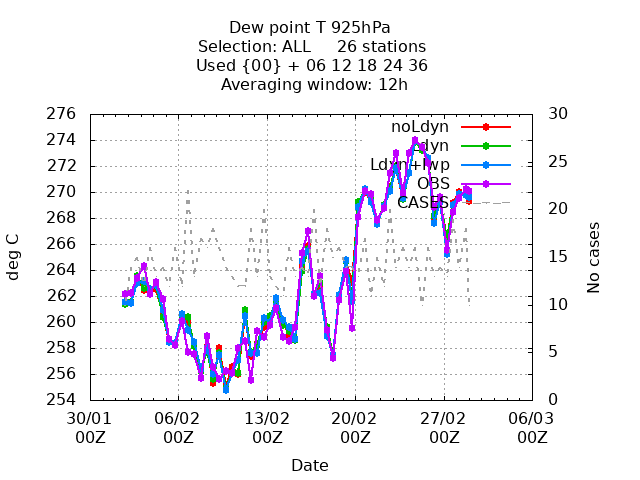 Dew point T 925hPa
Selection: ALL 26 stations
Used {00} + 06 12 18 24 36
Averaging window: 12h
276
274
272
270
268
266
264
262
260
258
256
254
deg C
30
25
20
15
10
5
0
No cases
noLdyn
Ldyn
Ldyn+lwp
OBS
CASES
30/01 06/02 13/02 20/02 27/02 06/03
00Z 00Z 00Z 00Z 00Z 00Z
Date